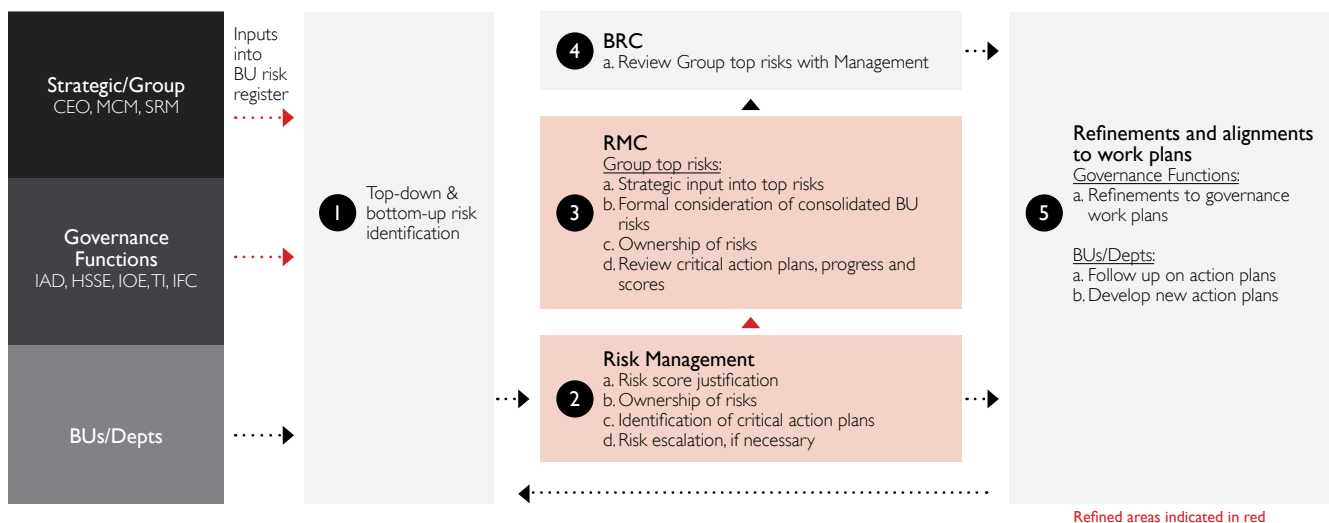 Strategic/Group
CEO, MCM, SRM
Governance
Functions
IAD, HSSE, IOE, TI, IFC
BUs/Depts
Inputs
into
BU risk
register
1
Top-down &
bottom-up risk
identification
4
BRC
a. Review Group top risks with Management
3
RMC
Group top risks:
a. Strategic input into top risks
b. Formal consideration of consolidated BU
risks
c. Ownership of risks
d. Review critical action plans, progress and
scores
2
Risk Management
a. Risk score justification
b. Ownership of risks
c. Identification of critical action plans
d. Risk escalation, if necessary
5
Refinements and alignments
to work plans
Governance Functions:
a. Refinements to governance
work plans
BUs/Depts:
a. Follow up on action plans
b. Develop new action plans
Refined areas indicated in red